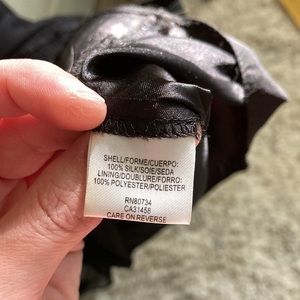 SHELL/FORME/CUERPO:
100% SILK/SOIE/SEDA
LINING/DOUBLURE/FORRO:
100% POLYESTER/POLIESTER
RN80734
CA31458
CARE ON REVERSE